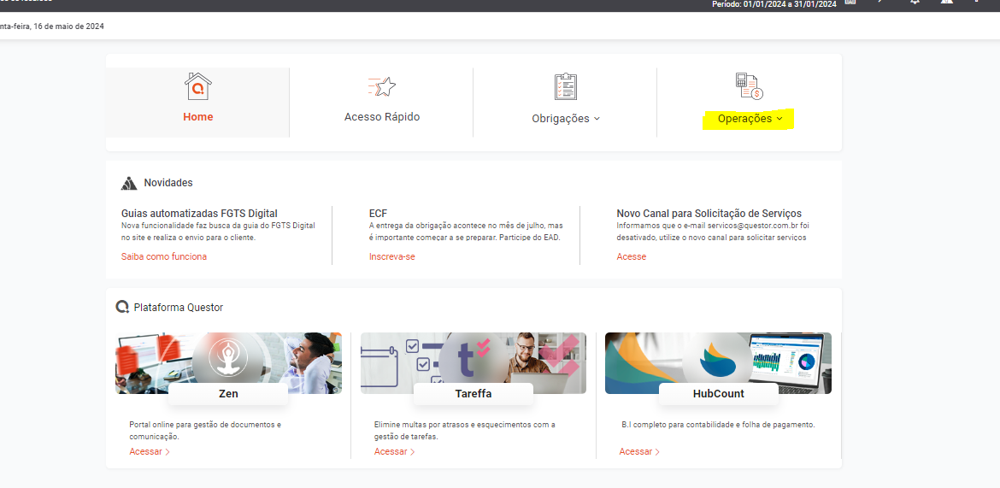 Período: 01/01/2024 a 31/01/2024
nta-feira, 16 de maio de 2024
Home
Acesso Rápido
Obrigações
Operações
Novidades
Guias automatizadas FGTS Digital
Nova funcionalidade faz busca da guia do FGTS Digital
no site e realiza o envio para o cliente.
Saiba como funciona
ECF
A entrega da obrigação acontece no mês de julho, mas
é importante começar a se preparar. Participe do EAD.
Inscreva-se
Novo Canal para Solicitação de Serviços
Informamos que o e-mail servicos@questor.com.br foi
desativado, utilize o novo canal para solicitar serviços
Acesse
Plataforma Questor
Zen
Portal online para gestão de documentos e
comunicação.
Acessar
t
Tareffa
Elimine multas por atrasos e esquecimentos com a
gestão de tarefas.
Acessar
HubCount
B.I completo para contabilidade e folha de pagamento.
Acessar